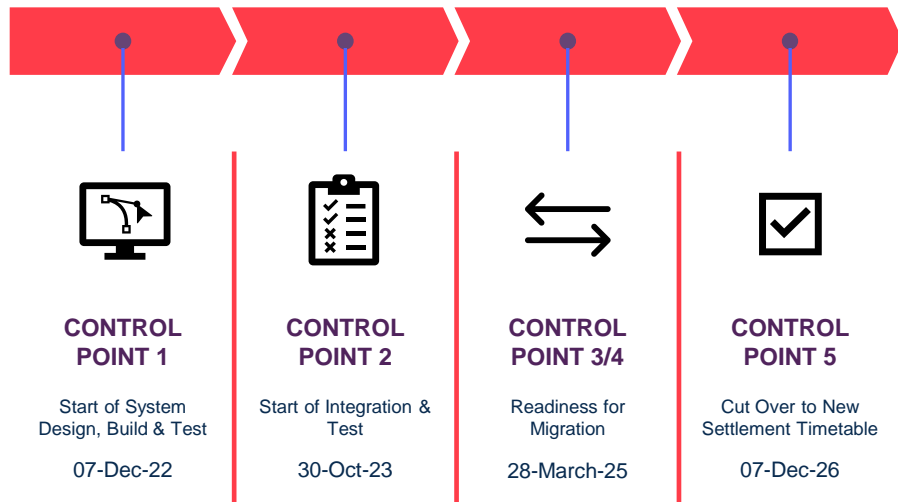 CONTROL
POINT 1
Start of System
Design, Build & Test
07-Dec-22
CONTROL
POINT 2
Start of Integration &
Test
30-Oct-23
CONTROL
POINT 3/4
Readiness for
Migration
28-March-25
CONTROL
POINT 5
Cut Over to New
Settlement Timetable
07-Dec-26